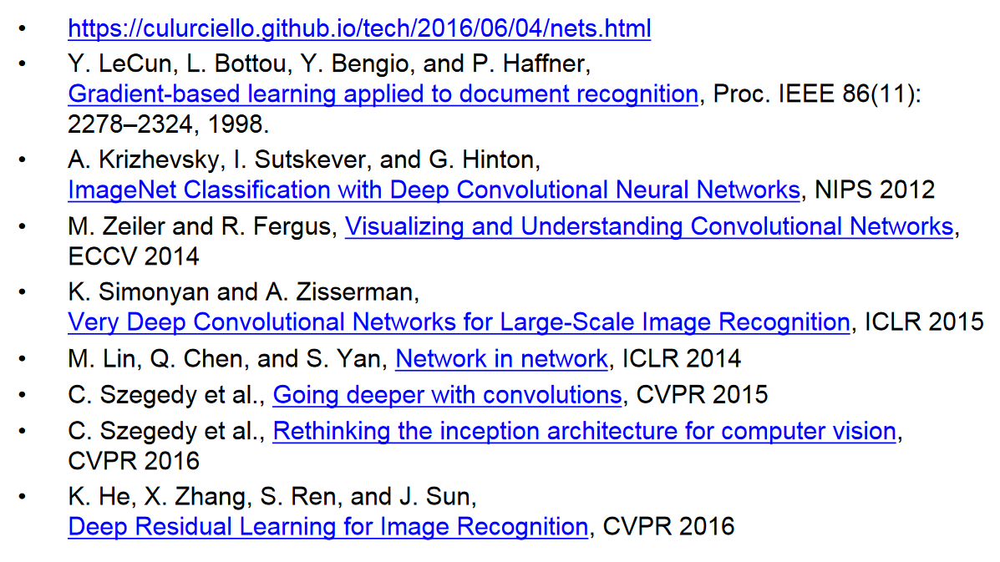 • https://culurciello.github.io/tech/2016/06/04/nets.html
• Y. LeCun, L. Bottou, Y. Bengio, and P. Haffner,
Gradient-based learning applied to document recognition, Proc. IEEE 86(11):
2278–2324, 1998.
• A. Krizhevsky, I. Sutskever, and G. Hinton,
ImageNet Classification with Deep Convolutional Neural Networks, NIPS 2012
• M. Zeiler and R. Fergus, Visualizing and Understanding Convolutional Networks,
ECCV 2014
• K. Simonyan and A. Zisserman,
Very Deep Convolutional Networks for Large-Scale Image Recognition, ICLR 2015
• M. Lin, Q. Chen, and S. Yan, Network in network, ICLR 2014
• C. Szegedy et al., Going deeper with convolutions, CVPR 2015
• C. Szegedy et al., Rethinking the inception architecture for computer vision,
CVPR 2016
• K. He, X. Zhang, S. Ren, and J. Sun,
Deep Residual Learning for Image Recognition, CVPR 2016